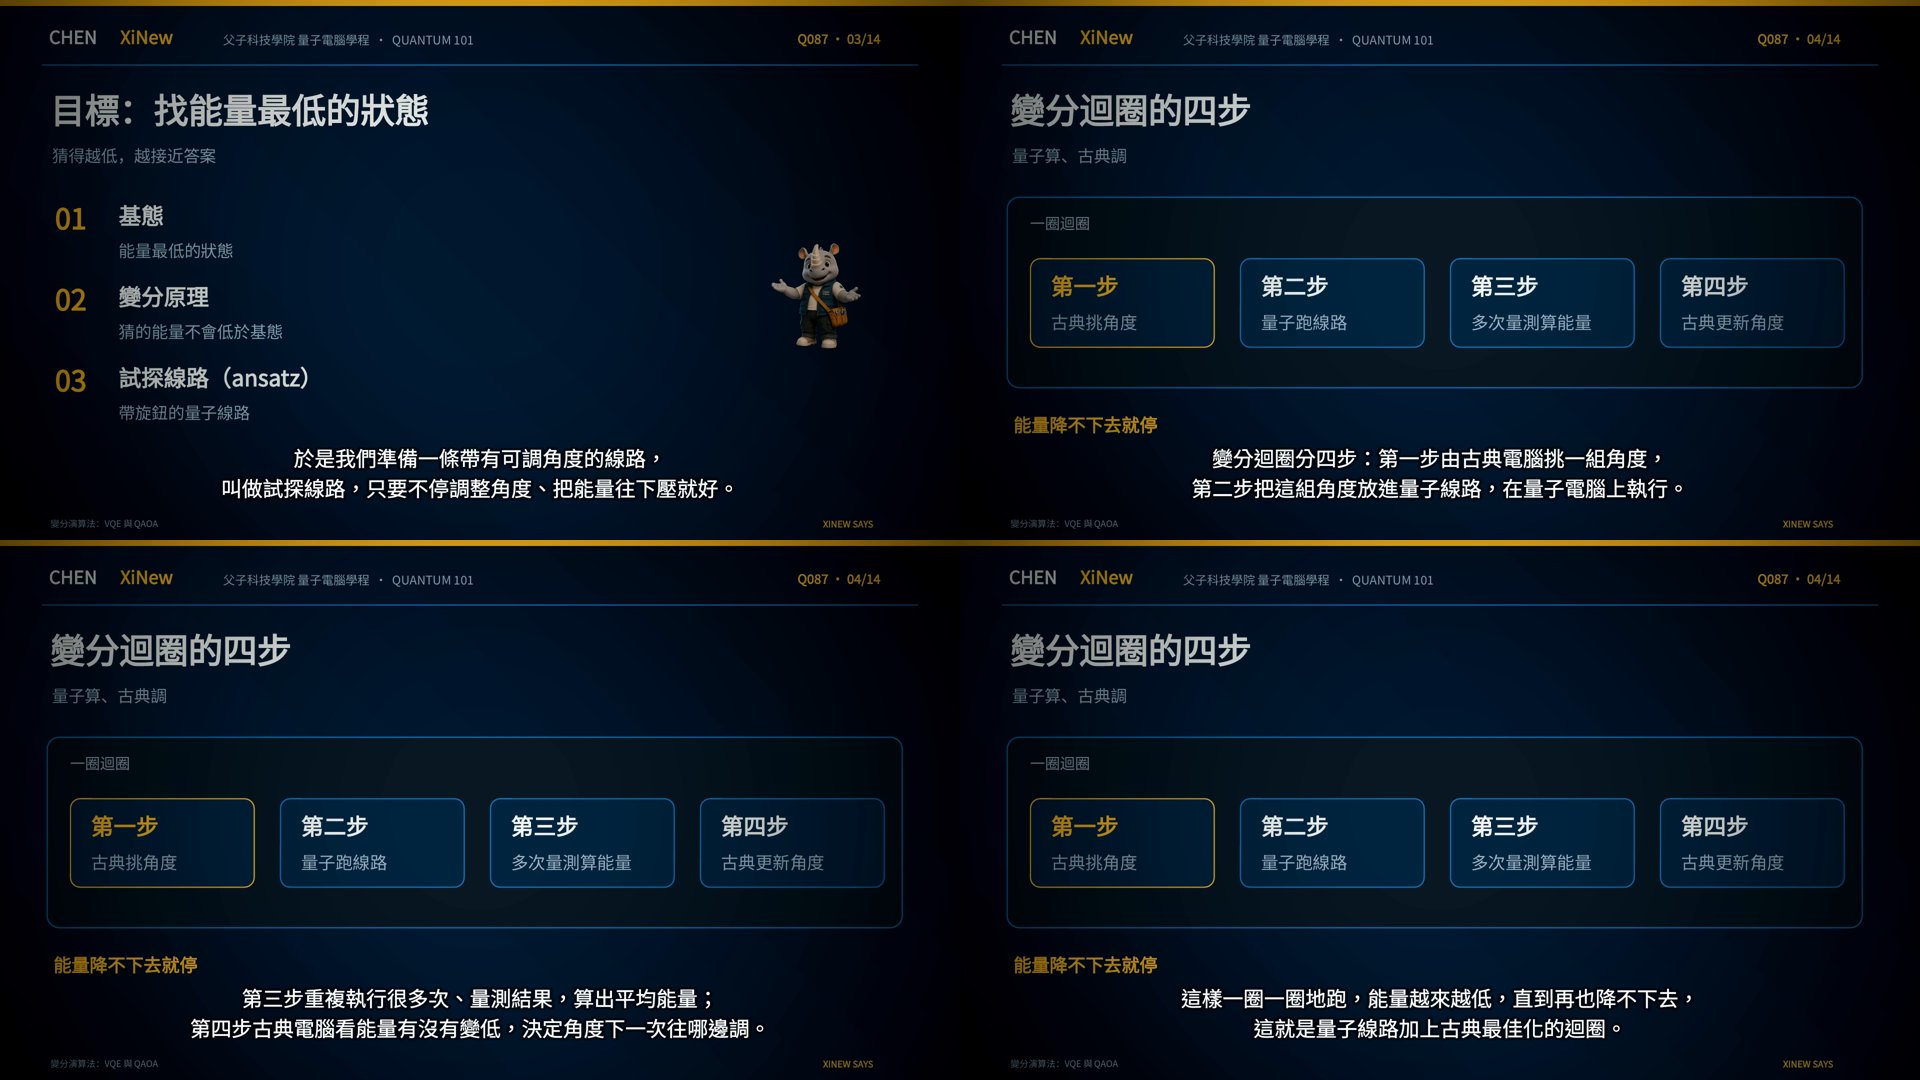 CHEN XiNew 父子科技學院 量子電腦學程 · QUANTUM 101 Q087 · 03/14
目標：找能量最低的狀態
猜得越低，越接近答案
01 基態
能量最低的狀態
02 變分原理
猜的能量不會低於基態
03 試探線路（ansatz）
帶旋鈕的量子線路
於是我們準備一條帶有可調角度的線路，
叫做試探線路，只要不停調整角度、把能量往下壓就好。
變分演算法：VQE 與 QAOA XINEW SAYS
CHEN XiNew 父子科技學院 量子電腦學程 · QUANTUM 101 Q087 · 04/14
變分迴圈的四步
量子算、古典調
一圈迴圈
第一步 第二步 第三步 第四步
古典挑角度 量子跑線路 多次量測算能量 古典更新角度
能量降不下去就停
變分迴圈分四步：第一步由古典電腦挑一組角度，
第二步把這組角度放進量子線路，在量子電腦上執行。
變分演算法：VQE 與 QAOA XINEW SAYS
CHEN XiNew 父子科技學院 量子電腦學程 · QUANTUM 101 Q087 · 04/14
變分迴圈的四步
量子算、古典調
一圈迴圈
第一步 第二步 第三步 第四步
古典挑角度 量子跑線路 多次量測算能量 古典更新角度
能量降不下去就停
第三步重複執行很多次、量測結果，算出平均能量；
第四步古典電腦看能量有沒有變低，決定角度下一次往哪邊調。
變分演算法：VQE 與 QAOA XINEW SAYS
CHEN XiNew 父子科技學院 量子電腦學程 · QUANTUM 101 Q087 · 04/14
變分迴圈的四步
量子算、古典調
一圈迴圈
第一步 第二步 第三步 第四步
古典挑角度 量子跑線路 多次量測算能量 古典更新角度
能量降不下去就停
這樣一圈一圈地跑，能量越來越低，直到再也降不下去，
這就是量子線路加上古典最佳化的迴圈。
變分演算法：VQE 與 QAOA XINEW SAYS